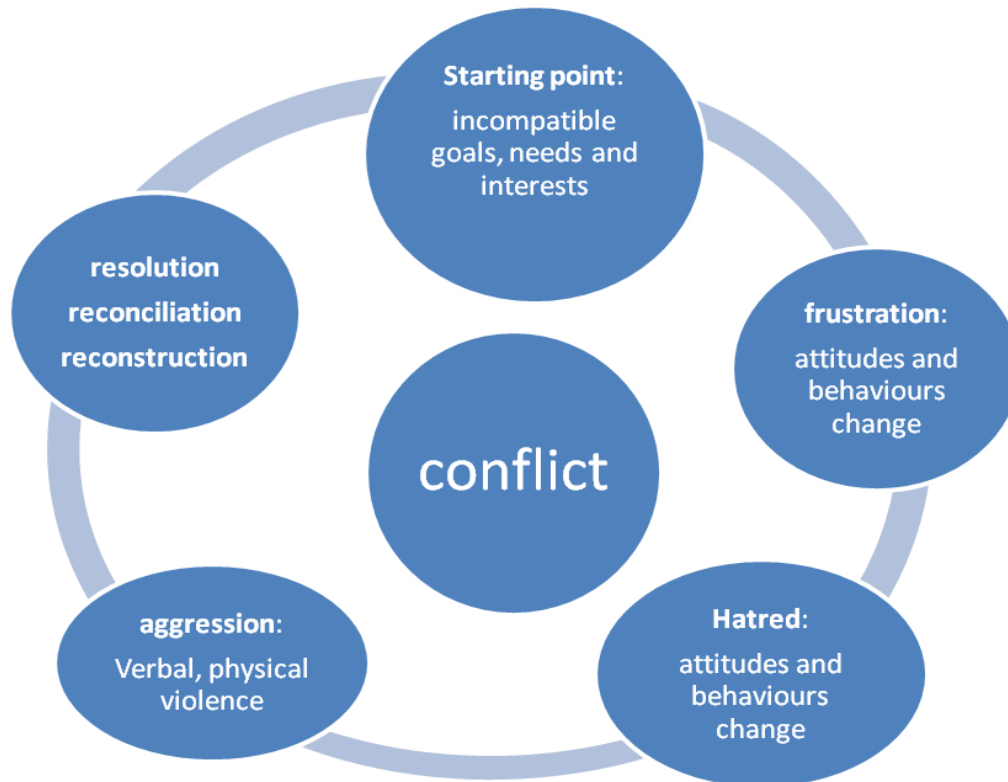 Starting point:
incompatible
goals, needs and
interests
frustration:
attitudes and
behaviours
change
Hatred:
attitudes and
behaviours
change
aggression:
Verbal, physical
violence
resolution
reconciliation
reconstruction
conflict